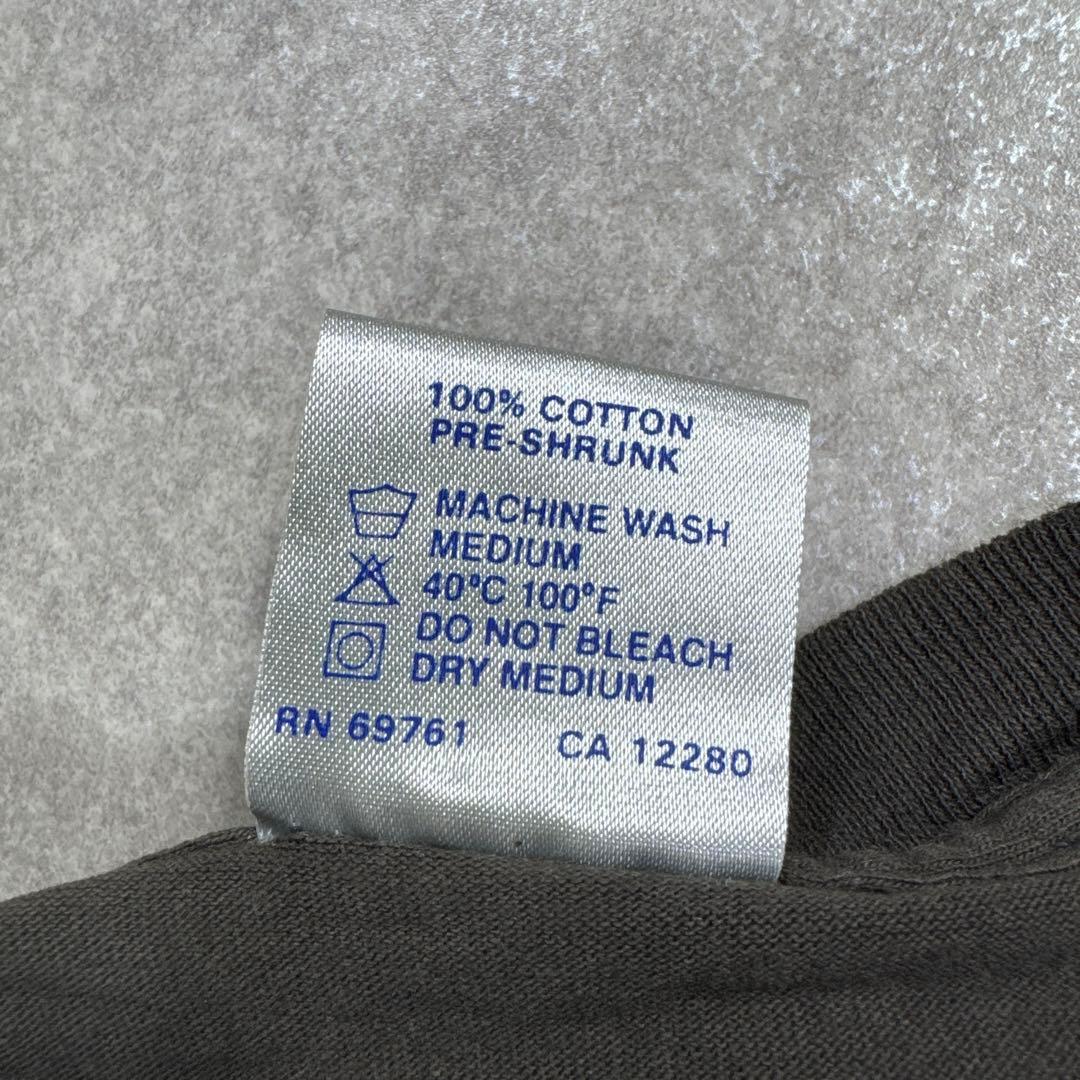 100% COTTON
PRE-SHRUNK
MACHINE WASH
MEDIUM
40°C 100°F
DO NOT BLEACH
DRY MEDIUM
RN 69761 CA 12280